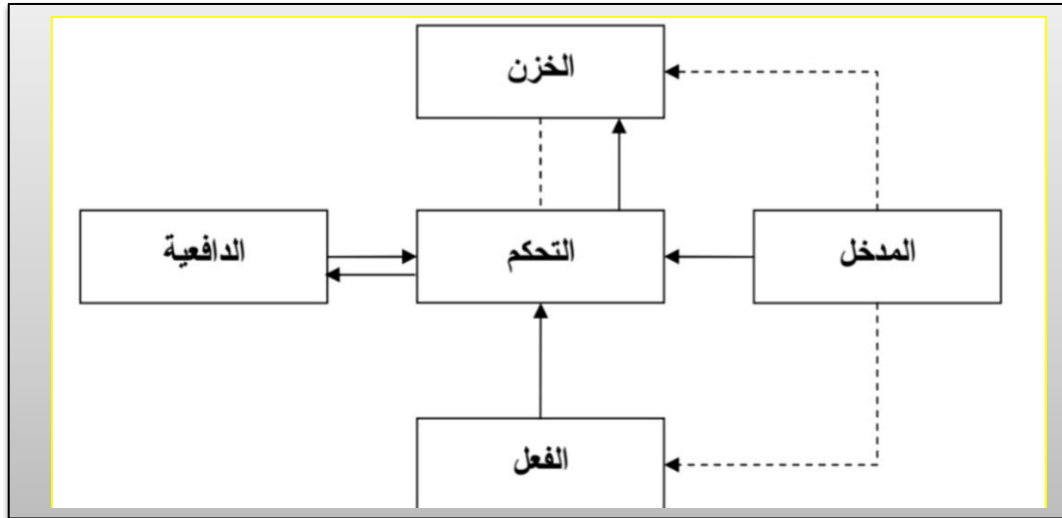 الخزن
المدخل
التحكم
الدافعية
الفعل